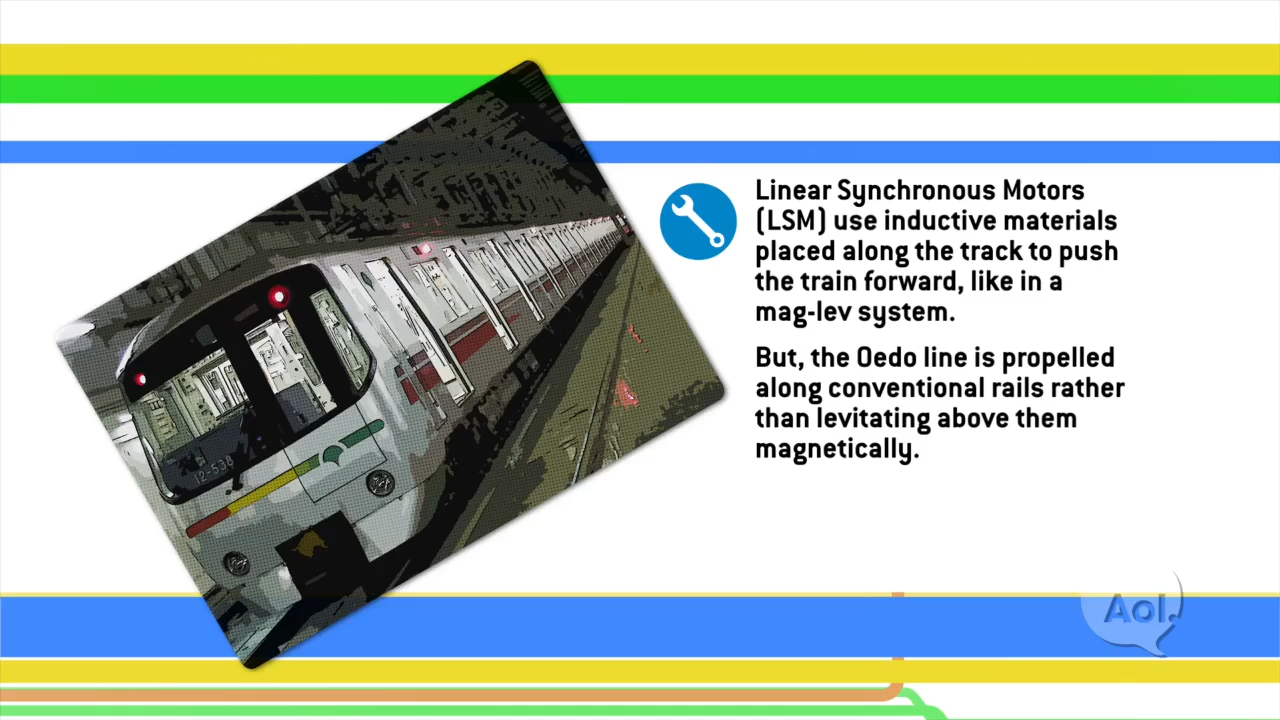 Linear Synchronous Motors
(LSM) use inductive materials
placed along the track to push
the train forward, like in a
mag-lev system.
But, the Oedo line is propelled
along conventional rails rather
than levitating above them
magnetically.
12-538
Aol.